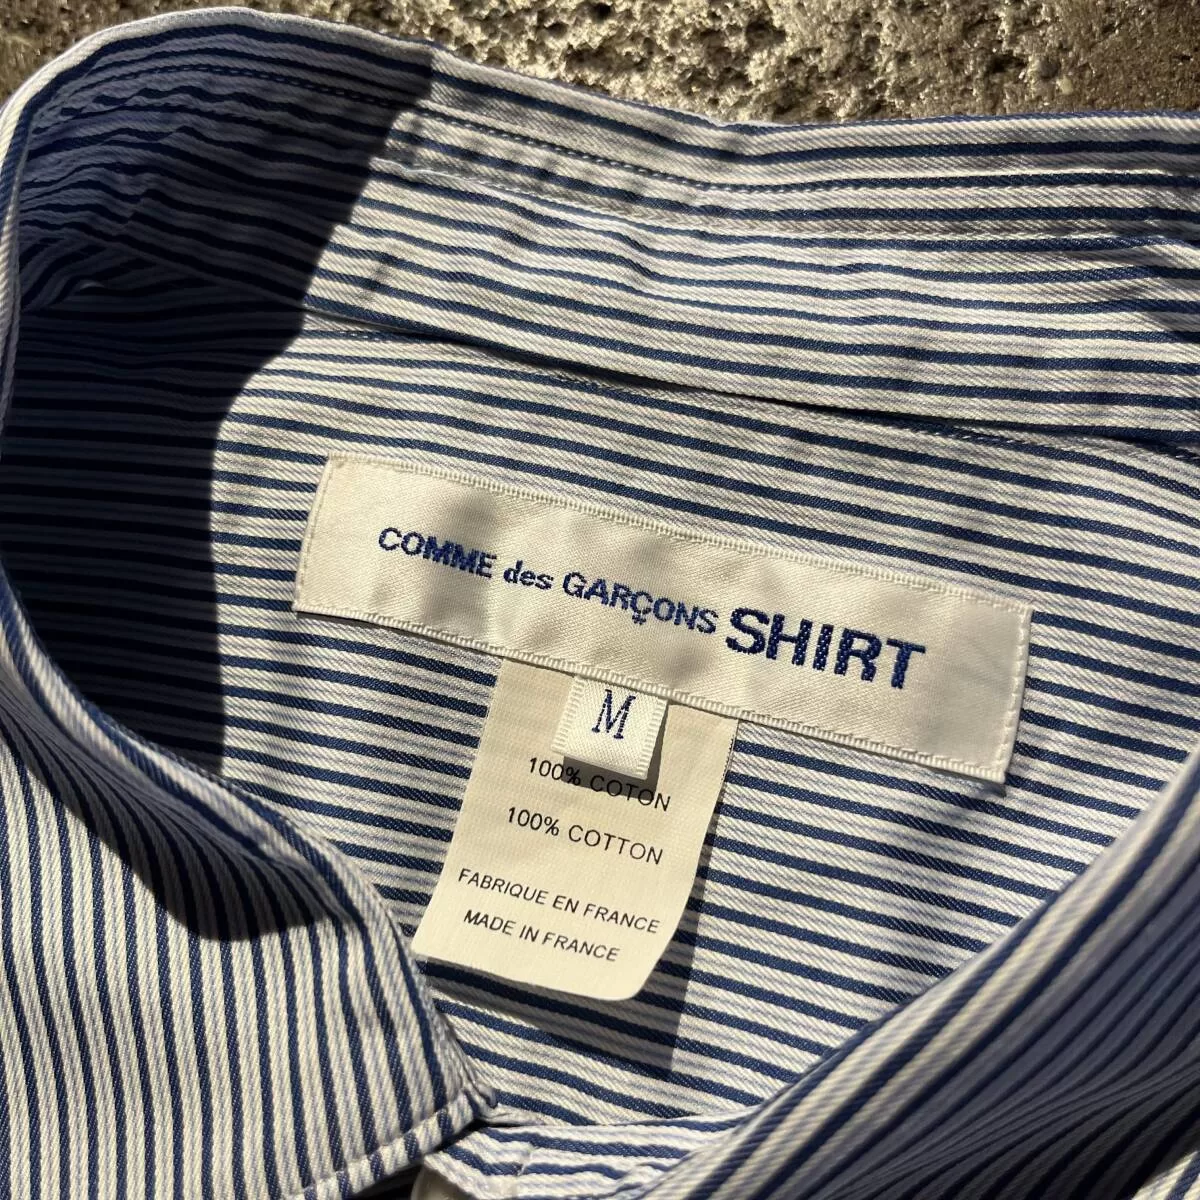 COMME des GARÇONS SHIRT
M
100% COTON
100% COTTON
FABRIQUE EN FRANCE
MADE IN FRANCE